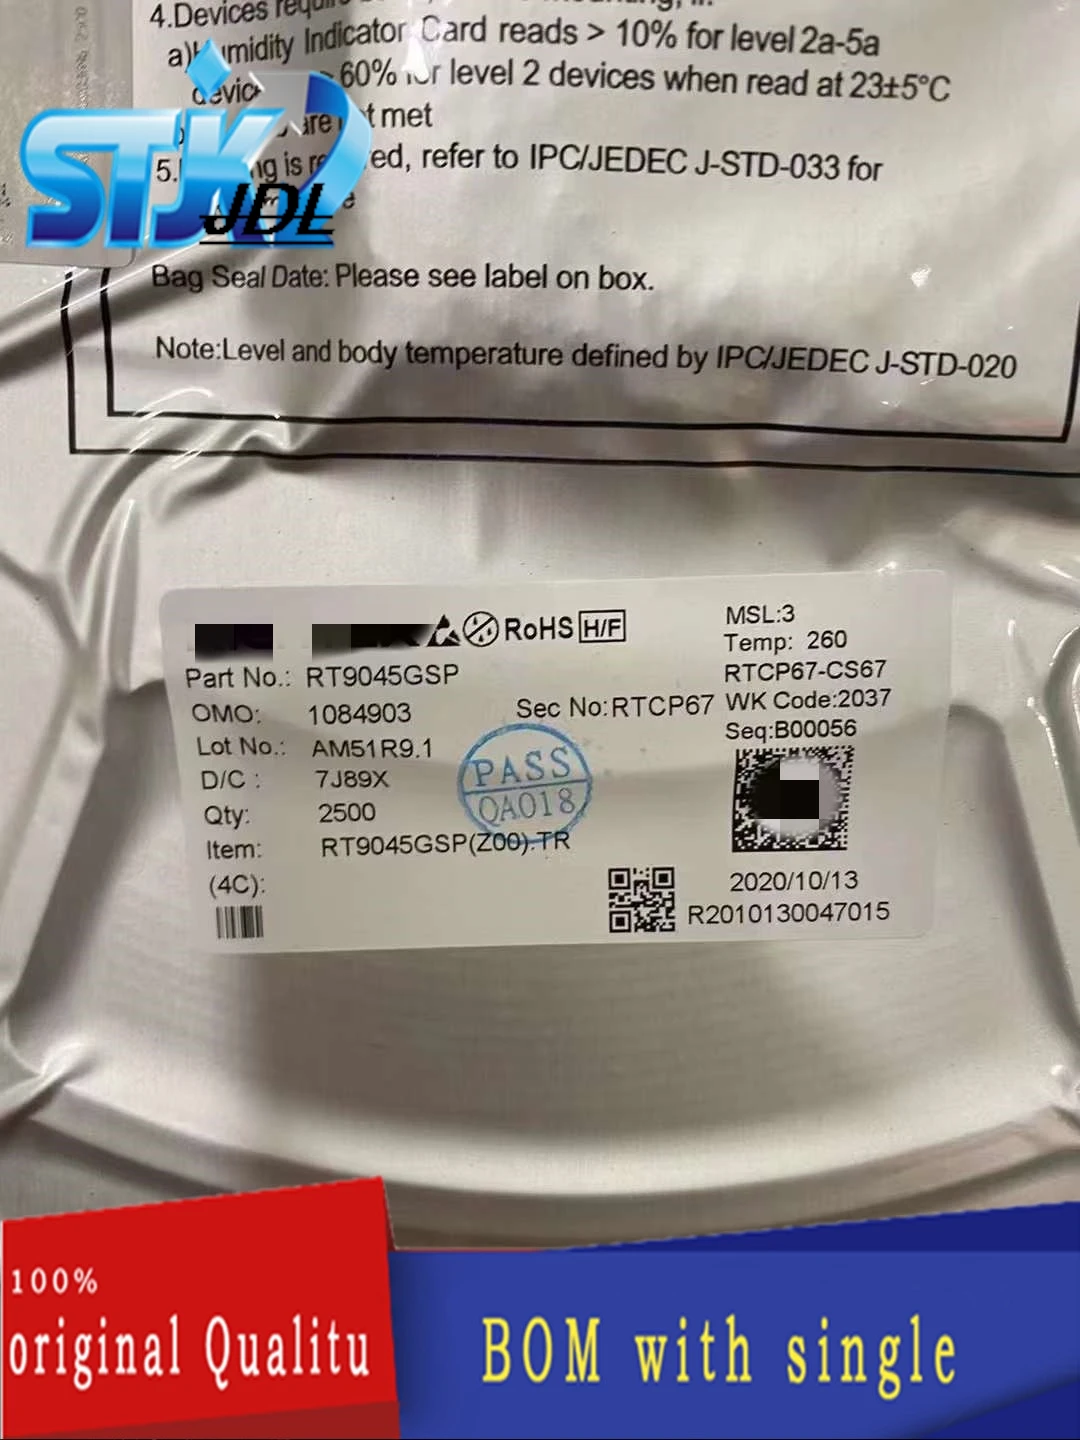 4.Devices
a) Humidity Indicator Card reads > 10% for level 2a-5a
60% for level 2 devices when read at 23±5°C
are t met
5. ing is ed, refer to IPC/JEDEC J-STD-033 for
STK
JDL
Bag Seal Date: Please see label on box.
Note:Level and body temperature defined by IPC/JEDEC J-STD-020
RoHS H/F
MSL:3
Temp: 260
RTCP67-CS67
Part No.: RT9045GSP
OMO: 1084903
Sec No:RTCP67 WK Code:2037
Lot No.: AM51R9.1
Seq:B00056
D/C : 7J89X
PASS
QA018
Qty: 2500
Item: RT9045GSP(Z00).TR
(4C):
2020/10/13
R2010130047015
100%
original Qualitu
BOM with single